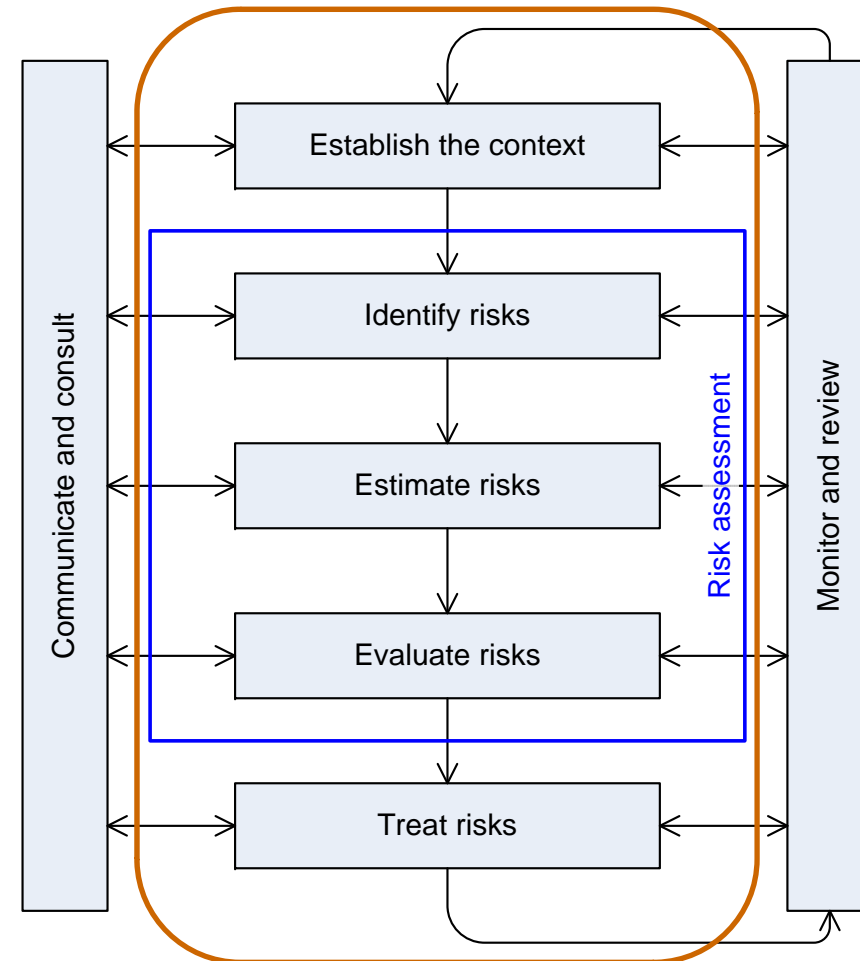 Establish the context
Identify risks
Estimate risks
Evaluate risks
Treat risks
Communicate and consult
Risk assessment
Monitor and review